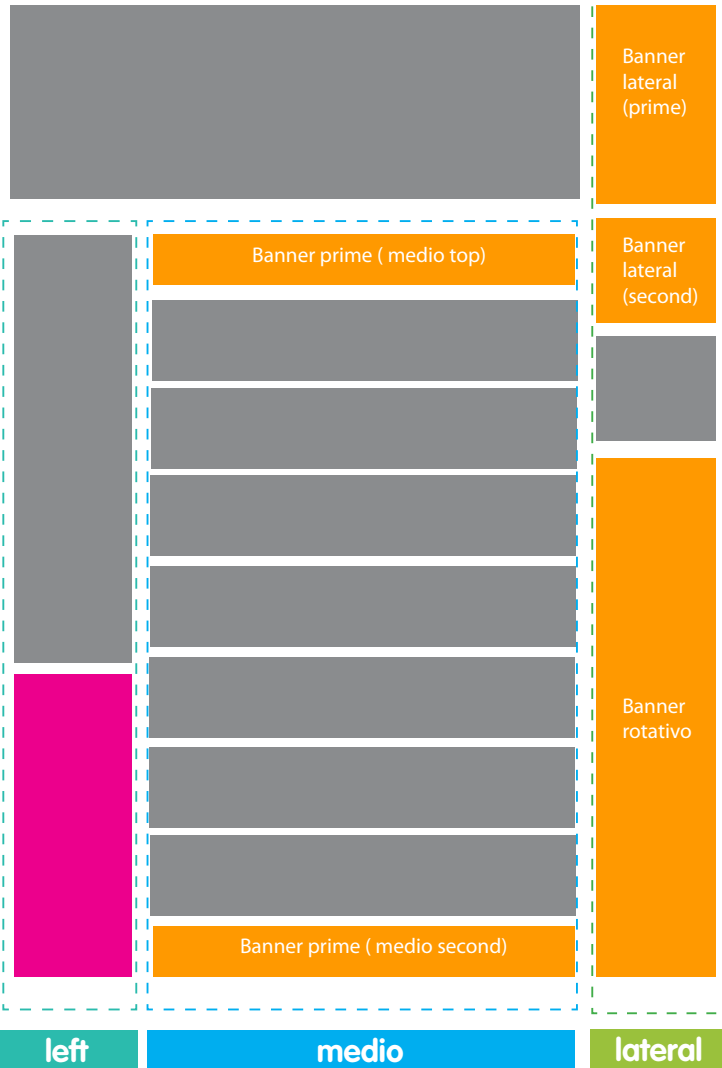 Banner
lateral
(prime)
Banner
lateral
(second)
Banner prime ( medio top)
Banner
rotativo
Banner prime ( medio second)
left
medio
lateral